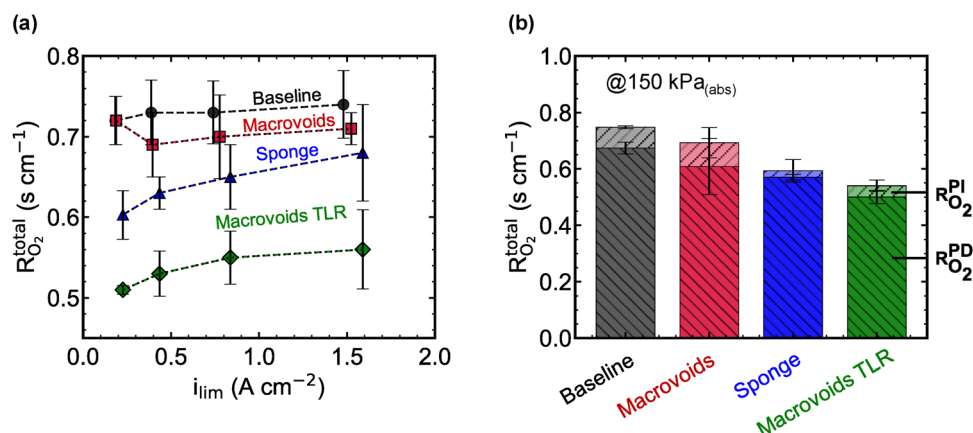 (a)
R_O2^total (s cm−1)
0.8
0.7
0.6
0.5
0.0
0.5
1.0
1.5
2.0
i_lim (A cm−2)
Baseline
Macrovoids
Sponge
Macrovoids TLR
(b)
R_O2^total (s cm−1)
1.0
0.8
0.6
0.4
0.2
0.0
@150 kPa(abs)
R_O2^PI
R_O2^PD
Baseline
Macrovoids
Sponge
Macrovoids TLR